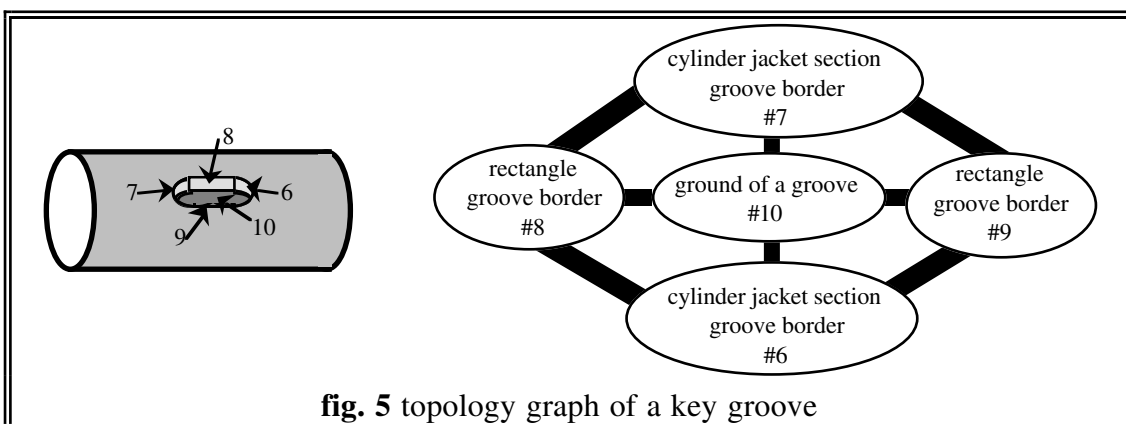 8
7
6
9
10
cylinder jacket section
groove border
#7
rectangle
groove border
#8
ground of a groove
#10
rectangle
groove border
#9
cylinder jacket section
groove border
#6
fig. 5 topology graph of a key groove